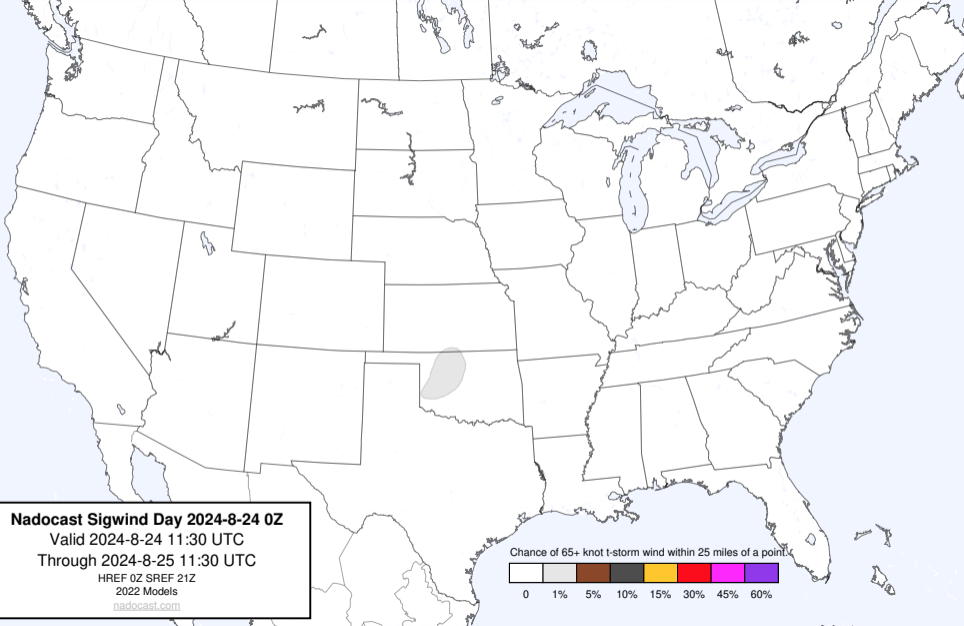 Nadocast Sigwind Day 2024-8-24 0Z
Valid 2024-8-24 11:30 UTC
Through 2024-8-25 11:30 UTC
HREF 0Z SREF 21Z
2022 Models
nadocast.com
Chance of 65+ knot t-storm wind within 25 miles of a point.
0 1% 5% 10% 15% 30% 45% 60%